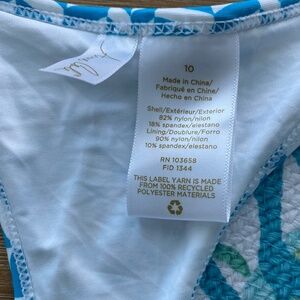 10
Made in China/
Fabriqué en Chine/
Hecho en China
Shell/Extérieur/Exterior
82% nylon/nilon
18% spandex/elastano
Lining/Doublure/Forro
90% nylon/nilon
10% spandex/elastano
RN 103658
FID 1344
THIS LABEL YARN IS MADE
FROM 100% RECYCLED
POLYESTER MATERIALS